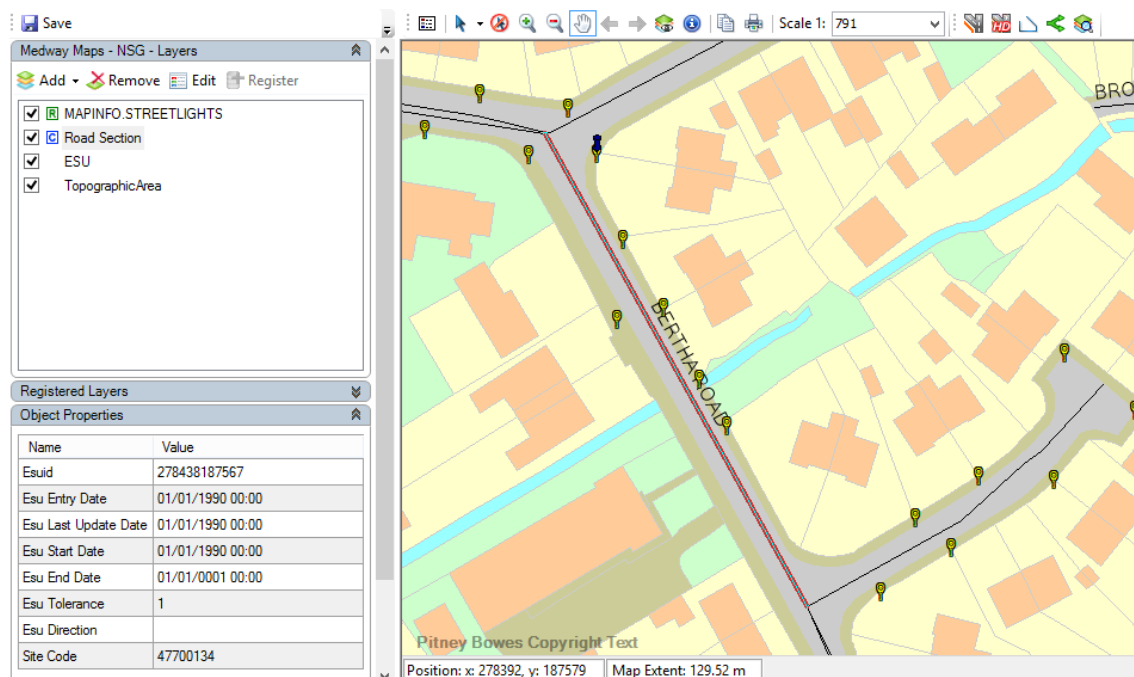 Save
Scale 1: 791
Medway Maps - NSG - Layers
Add Remove Edit Register
R MAPINFO.STREETLIGHTS
C Road Section
ESU
TopographicArea
Registered Layers
Object Properties
Name Value
Esuid 278438187567
Esu Entry Date 01/01/1990 00:00
Esu Last Update Date 01/01/1990 00:00
Esu Start Date 01/01/1990 00:00
Esu End Date 01/01/0001 00:00
Esu Tolerance 1
Esu Direction
Site Code 47700134
HD
BRO
BERTHA ROAD
Pitney Bowes Copyright Text
Position: x: 278392, y: 187579 Map Extent: 129.52 m